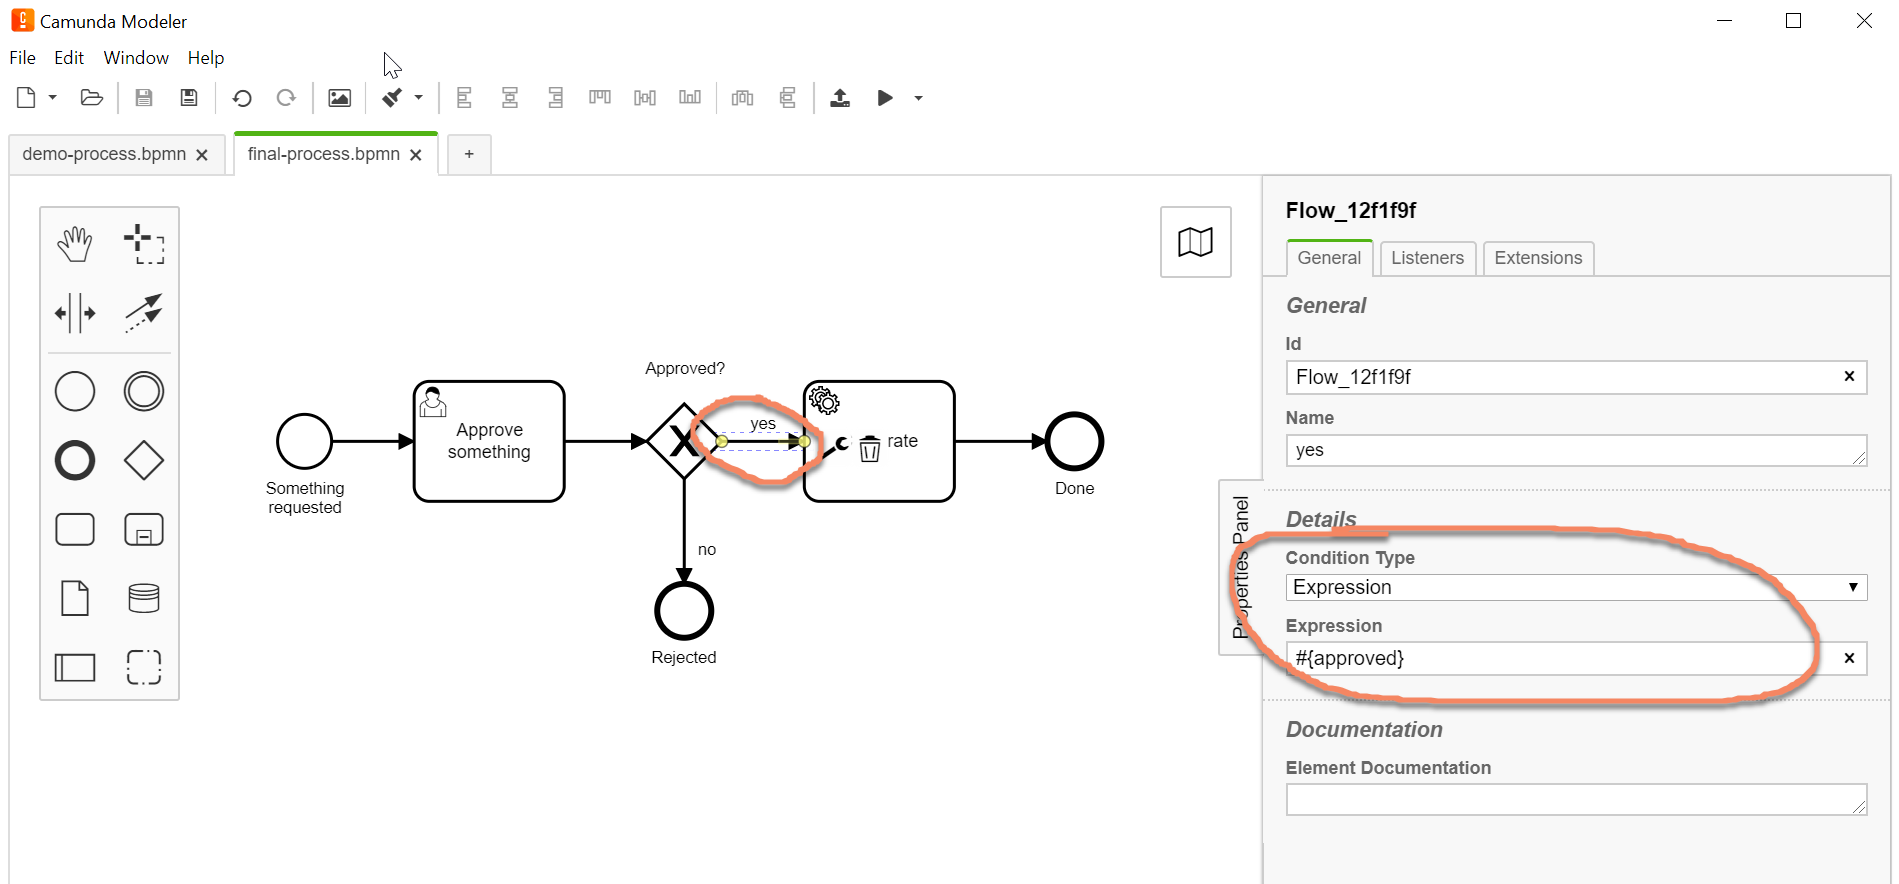 Camunda Modeler
File Edit Window Help
demo-process.bpmn
final-process.bpmn
+
Approved?
yes
Approve
something
rate
Something
requested
Done
no
Rejected
Properties Panel
Flow_12f1f9f
General Listeners Extensions
General
Id
Flow_12f1f9f
Name
yes
Details
Condition Type
Expression
Expression
#{approved}
Documentation
Element Documentation